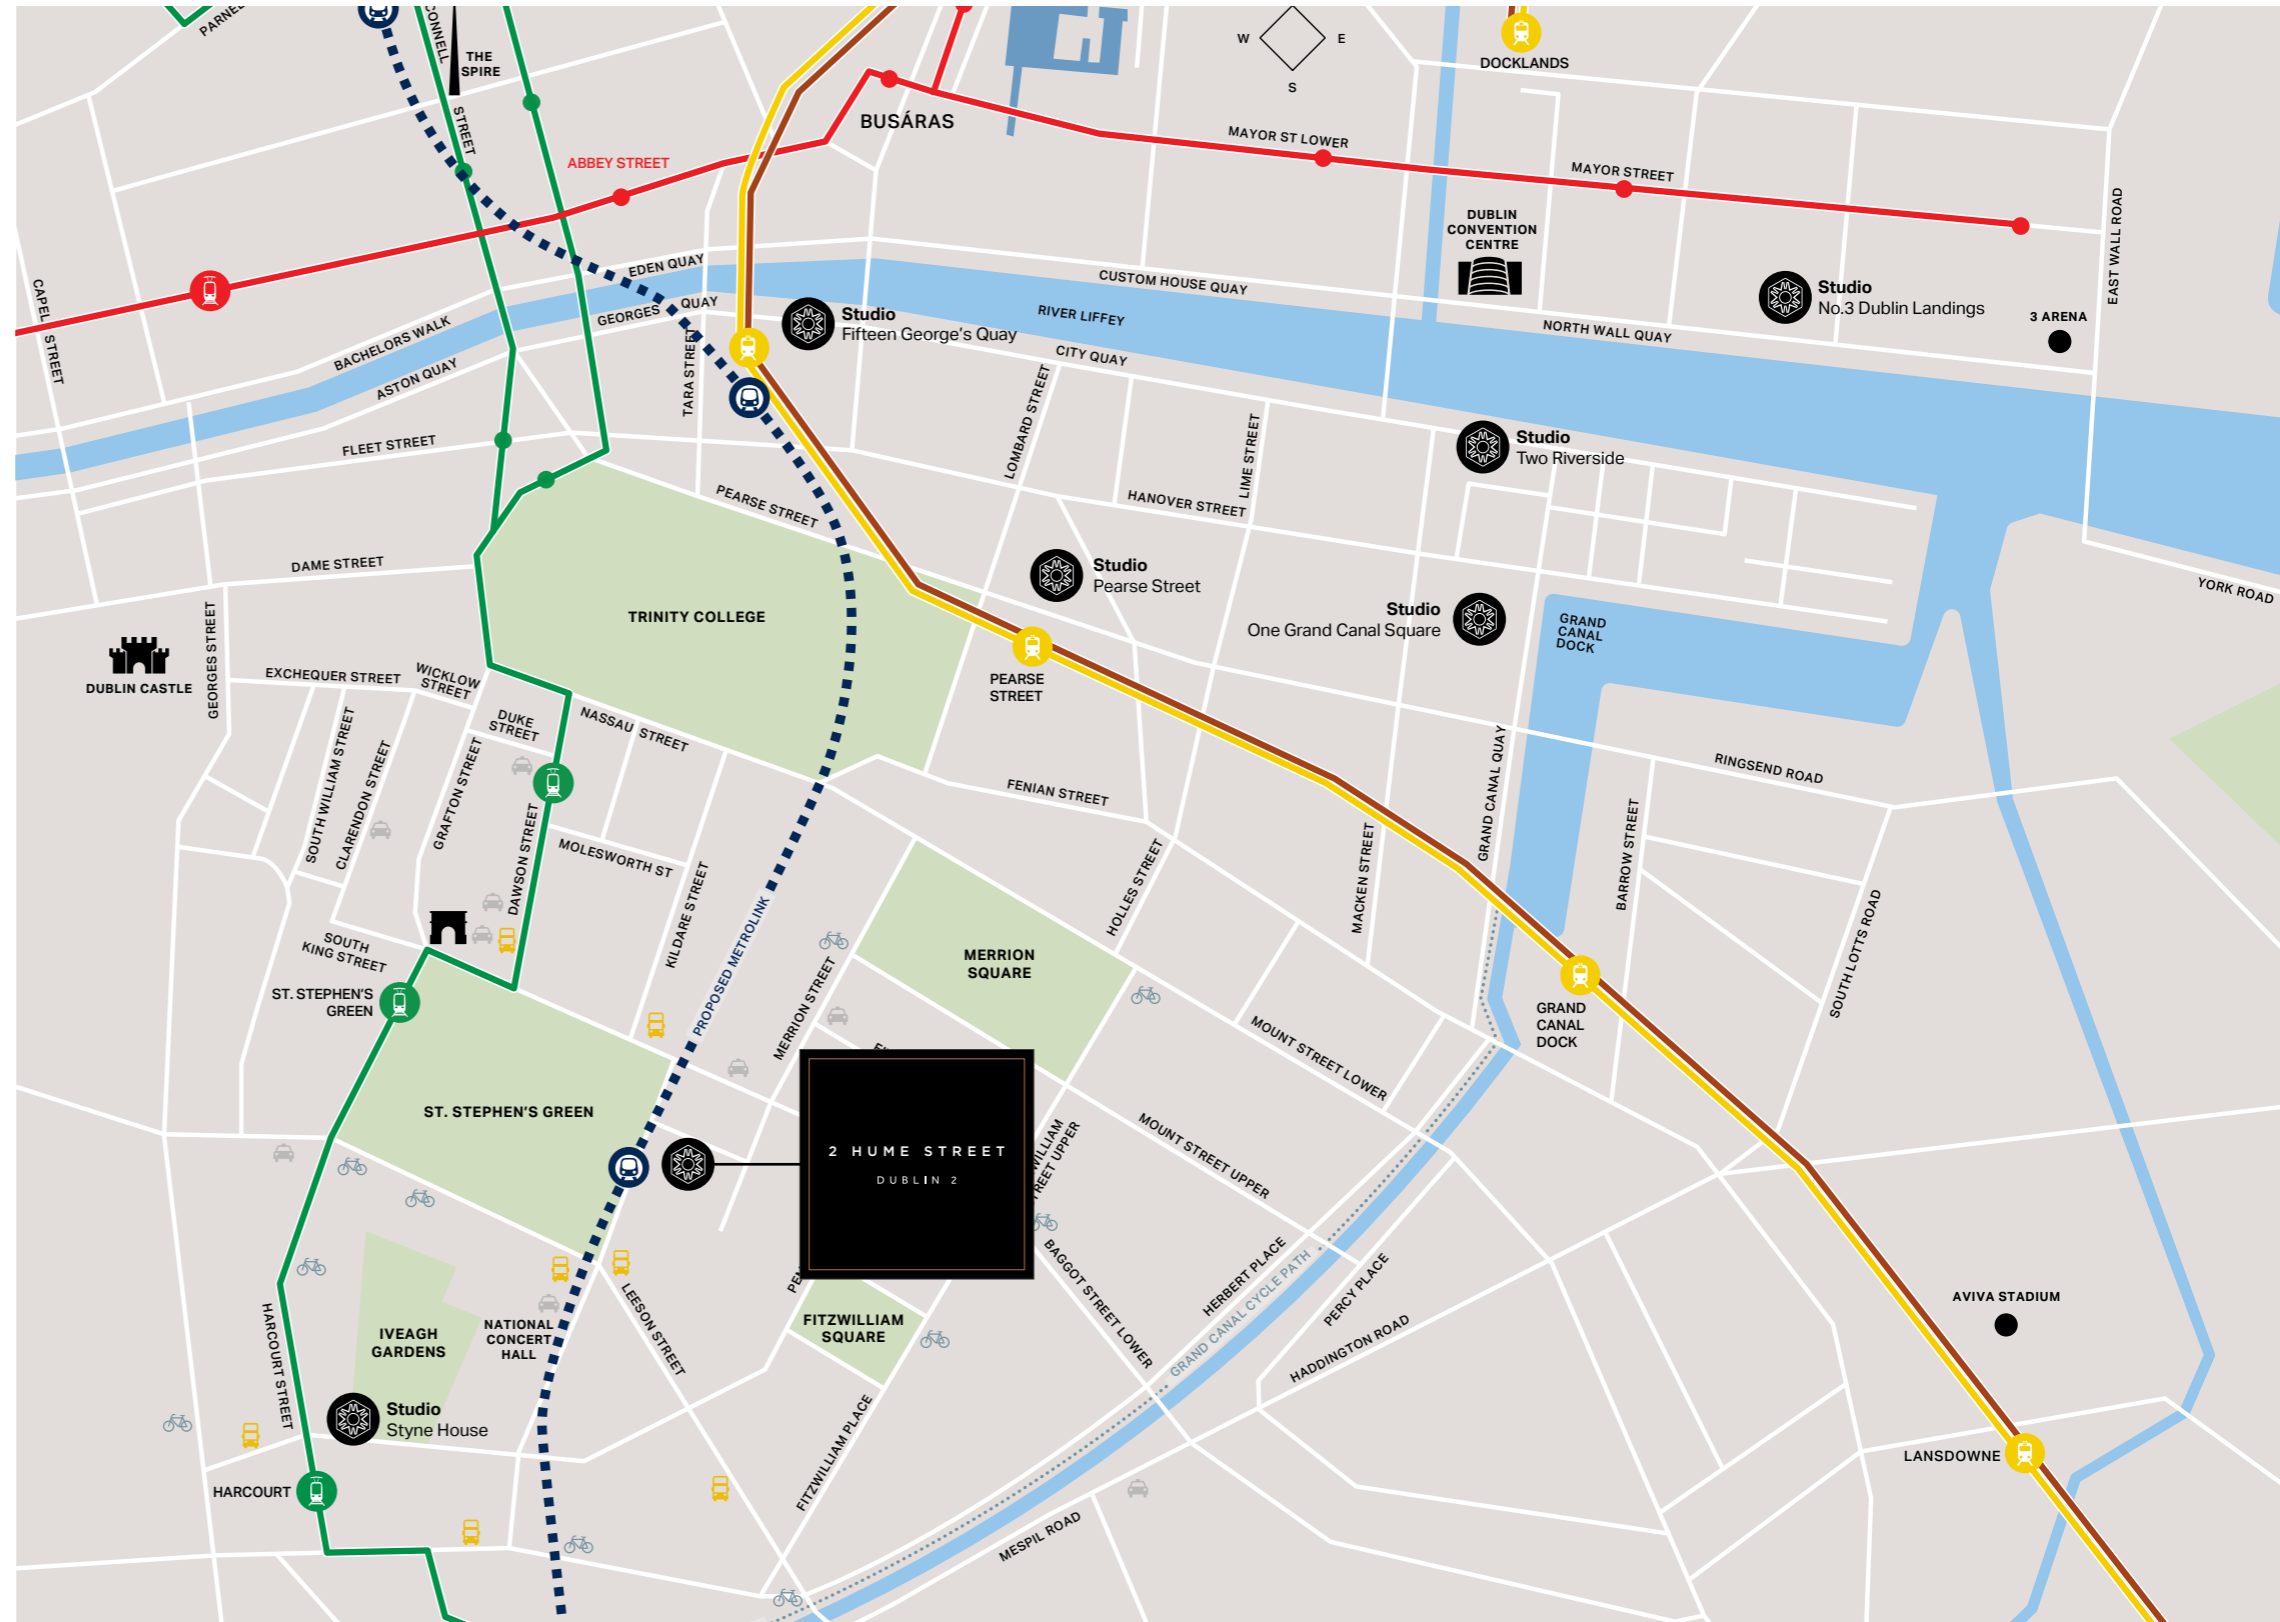 CONNELL
STREET
THE
SPIRE
W
E
S
DOCKLANDS
BUSÁRAS
ABBEY STREET
MAYOR ST LOWER
MAYOR STREET
DUBLIN
CONVENTION
CENTRE
EAST WALL ROAD
CAPEL STREET
EDEN QUAY
GEORGES QUAY
BACHELORS WALK
ASTON QUAY
TARA STREET
CUSTOM HOUSE QUAY
RIVER LIFFEY
Studio
Fifteen George's Quay
Studio
No.3 Dublin Landings
3 ARENA
NORTH WALL QUAY
CITY QUAY
LOMBARD STREET
LIME STREET
FLEET STREET
Studio
Two Riverside
PEARSE STREET
HANOVER STREET
DAME STREET
Studio
Pearse Street
YORK ROAD
TRINITY COLLEGE
Studio
One Grand Canal Square
GRAND
CANAL
DOCK
DUBLIN CASTLE
GEORGES STREET
EXCHEQUER STREET
WICKLOW
STREET
PEARSE
STREET
DUKE
STREET
NASSAU STREET
SOUTH WILLIAM STREET
CLARENDON STREET
GRAFTON STREET
DAWSON STREET
MOLESWORTH ST
KILDARE STREET
FENIAN STREET
GRAND CANAL QUAY
RINGSEND ROAD
BARROW STREET
MACKEN STREET
HOLLES STREET
SOUTH LOTTS ROAD
PROPOSED METROLINK
MERRION STREET
MERRION
SQUARE
SOUTH
KING STREET
ST. STEPHEN'S
GREEN
GRAND
CANAL
DOCK
MOUNT STREET LOWER
ST. STEPHEN'S GREEN
MOUNT STREET UPPER
2 HUME STREET
DUBLIN 2
UPPER
BAGGOT STREET LOWER
HERBERT PLACE
GRAND CANAL CYCLE PATH
PERCY PLACE
HADDINGTON ROAD
AVIVA STADIUM
HARCOURT STREET
IVEAGH
GARDENS
NATIONAL
CONCERT
HALL
LEESON STREET
FITZWILLIAM
SQUARE
FITZWILLIAM PLACE
Studio
Styne House
HARCOURT
LANSDOWNE
MESPIL ROAD